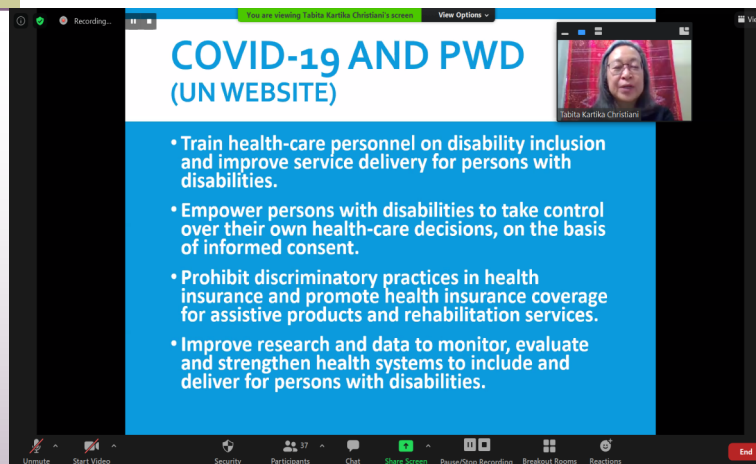 Recording...
You are viewing Tabita Kartika Christiani's screen
View Options
COVID-19 AND PWD
(UN WEBSITE)
Tabita Kartika Christiani
• Train health-care personnel on disability inclusion
and improve service delivery for persons with
disabilities.
• Empower persons with disabilities to take control
over their own health-care decisions, on the basis
of informed consent.
• Prohibit discriminatory practices in health
insurance and promote health insurance coverage
for assistive products and rehabilitation services.
• Improve research and data to monitor, evaluate
and strengthen health systems to include and
deliver for persons with disabilities.
Unmute
Start Video
Security
Participants
37
Chat
Share Screen
Pause/Stop Recording
Breakout Rooms
Reactions